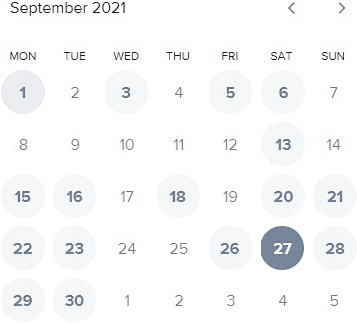 September 2021
MON TUE WED THU FRI SAT SUN
1 2 3 4 5 6 7
8 9 10 11 12 13 14
15 16 17 18 19 20 21
22 23 24 25 26 27 28
29 30 1 2 3 4 5